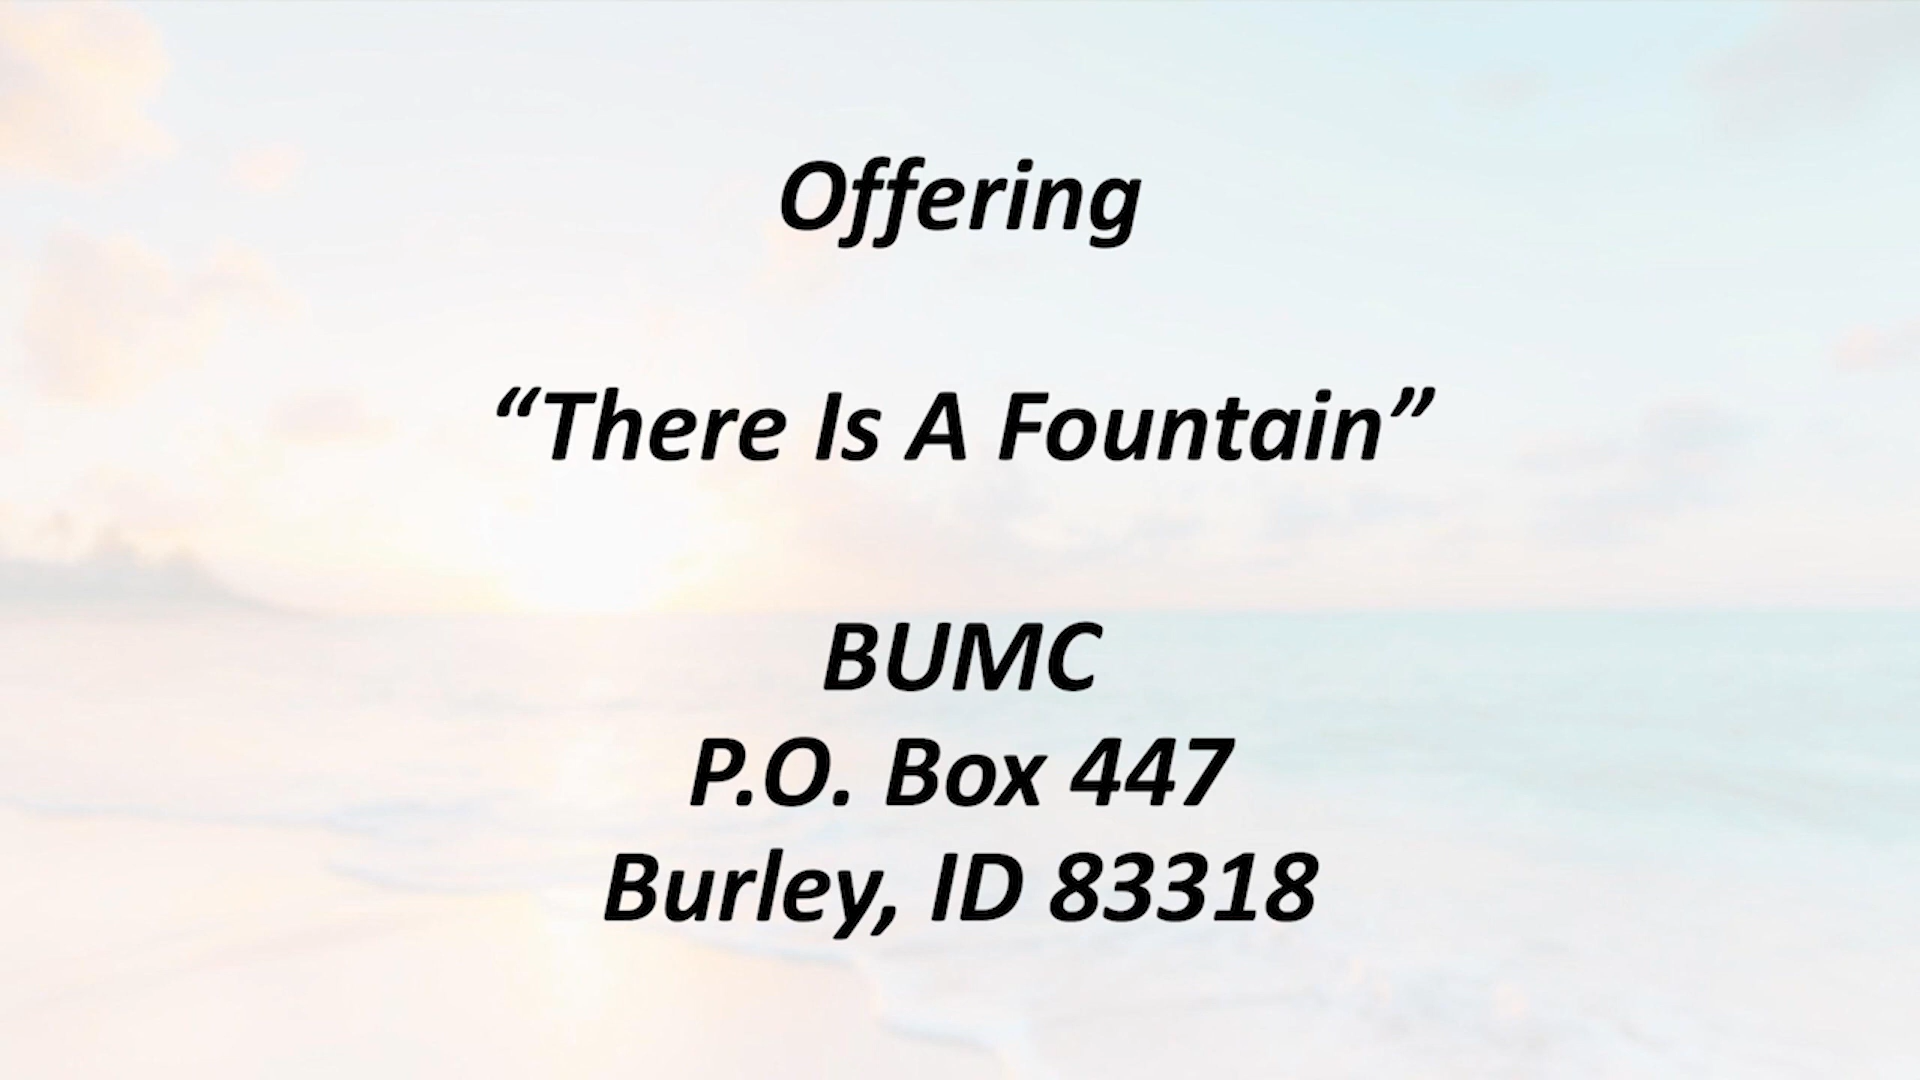 Offering
“There Is A Fountain”
BUMC
P.O. Box 447
Burley, ID 83318